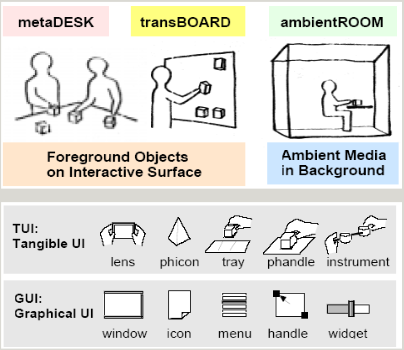 metaDESK transBOARD ambientROOM
Foreground Objects
on Interactive Surface
Ambient Media
in Background
TUI:
Tangible UI
lens phicon tray phandle instrument
GUI:
Graphical UI
window icon menu handle widget